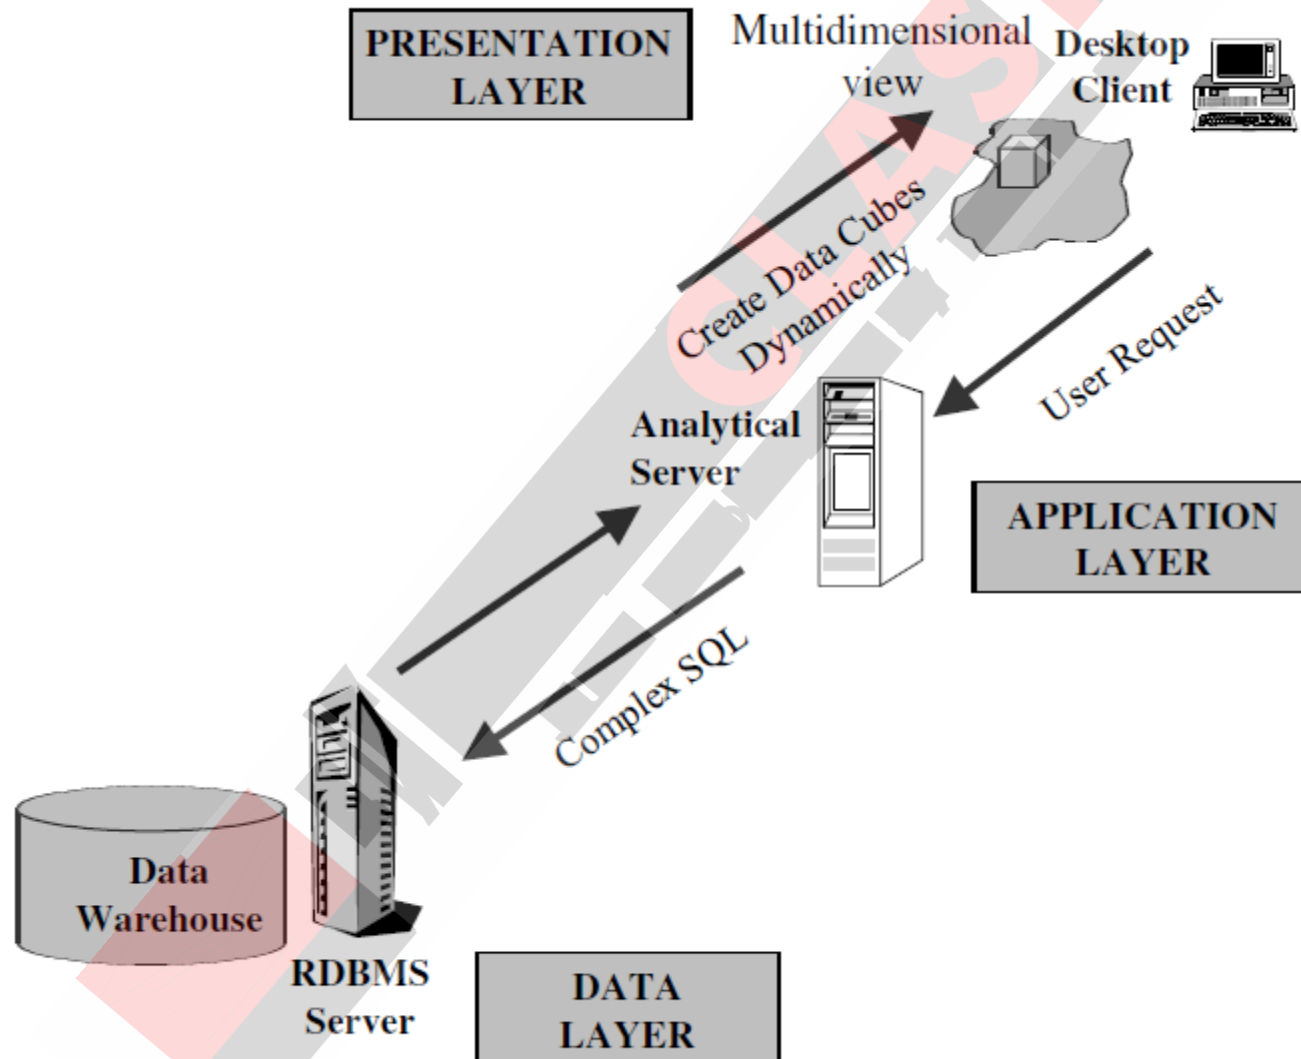 PRESENTATION
LAYER
Multidimensional
view
Desktop
Client
Create Data Cubes
Dynamically
User Request
Analytical
Server
APPLICATION
LAYER
Complex SQL
Data
Warehouse
RDBMS
Server
DATA
LAYER